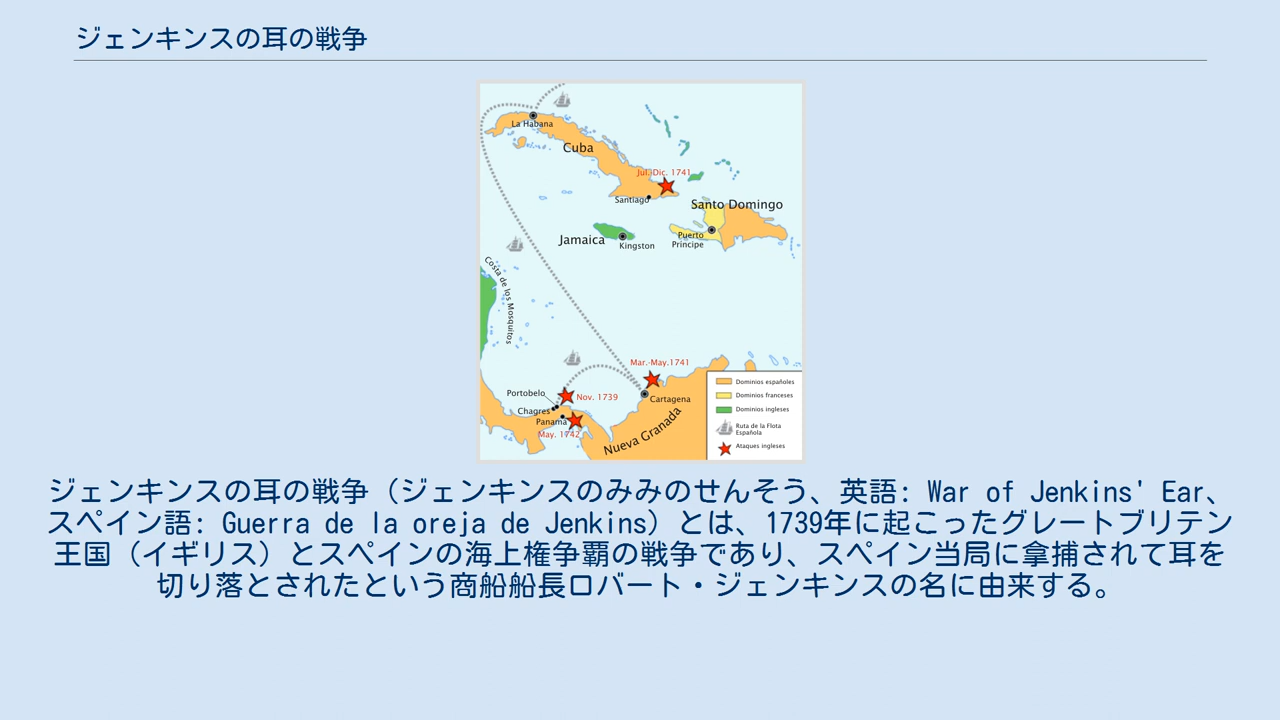 ジェンキンスの耳の戦争
La Habana
Cuba
Jul.-Dic. 1741
Santiago
Santo Domingo
Jamaica
Kingston
Puerto
Príncipe
Costa de los Mosquitos
Mar.-May.1741
Portobelo
Nov. 1739
Cartagena
Chagres
Panamá
May. 1742
Nueva Granada
Dominios españoles
Dominios franceses
Dominios ingleses
Ruta de la Flota
Española
Ataques ingleses
ジェンキンスの耳の戦争（ジェンキンスのみみのせんそう、英語: War of Jenkins' Ear、
スペイン語: Guerra de la oreja de Jenkins）とは、1739年に起こったグレートブリテン
王国（イギリス）とスペインの海上権争覇の戦争であり、スペイン当局に拿捕されて耳を
切り落とされたという商船船長ロバート・ジェンキンスの名に由来する。